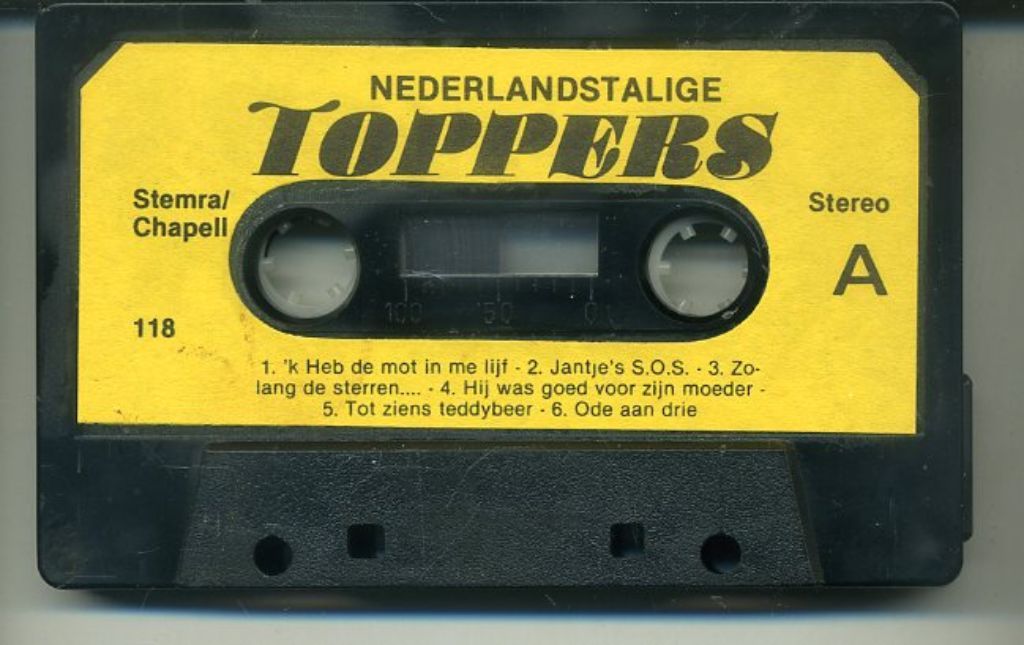 NEDERLANDSTALIGE
TOPPERS
Stemra/
Chapell
Stereo
A
118
100 50 0
1. 'k Heb de mot in me lijf - 2. Jantje's S.O.S. - 3. Zo-
lang de sterren.... - 4. Hij was goed voor zijn moeder -
5. Tot ziens teddybeer - 6. Ode aan drie